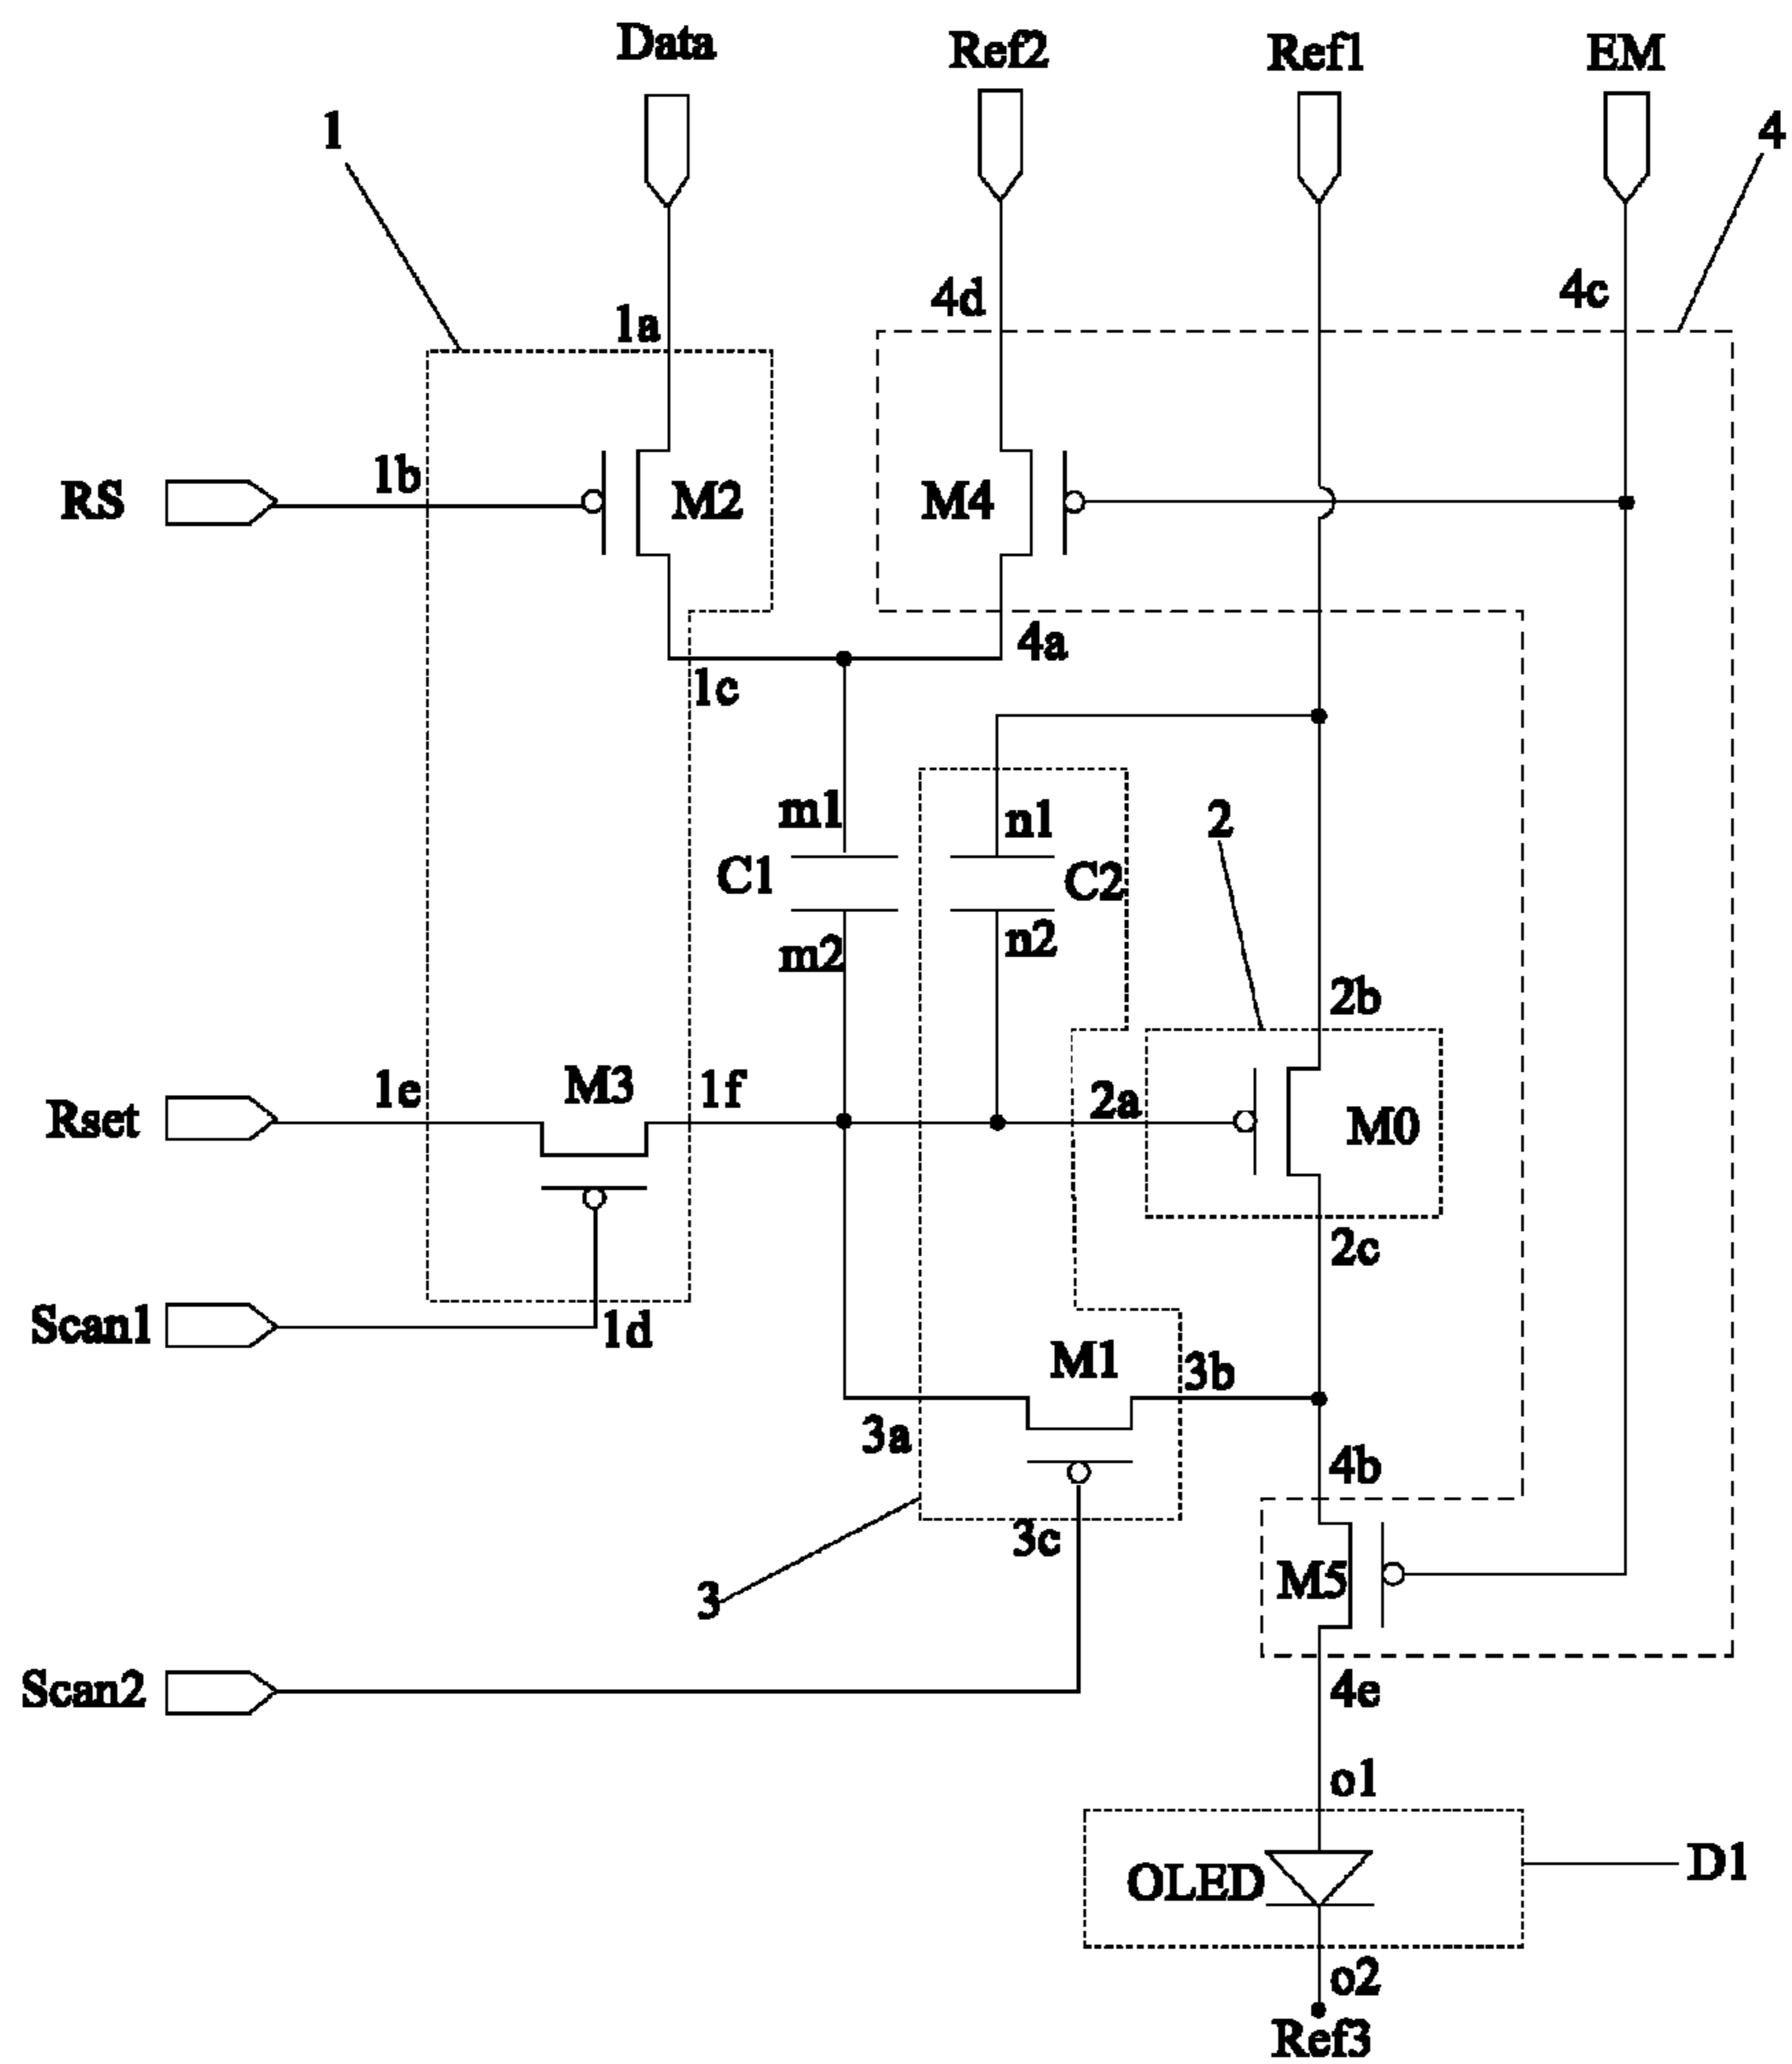 Data
Ref2
Ref1
EM
1
4
4d
4c
1a
RS
1b
M2
M4
4a
1c
m1
n1
2
C1
C2
m2
n2
2b
Rset
1e
M3
1f
2a
M0
2c
Scan1
1d
M1
3b
3a
4b
3c
M5
3
Scan2
4e
o1
OLED
D1
o2
Ref3